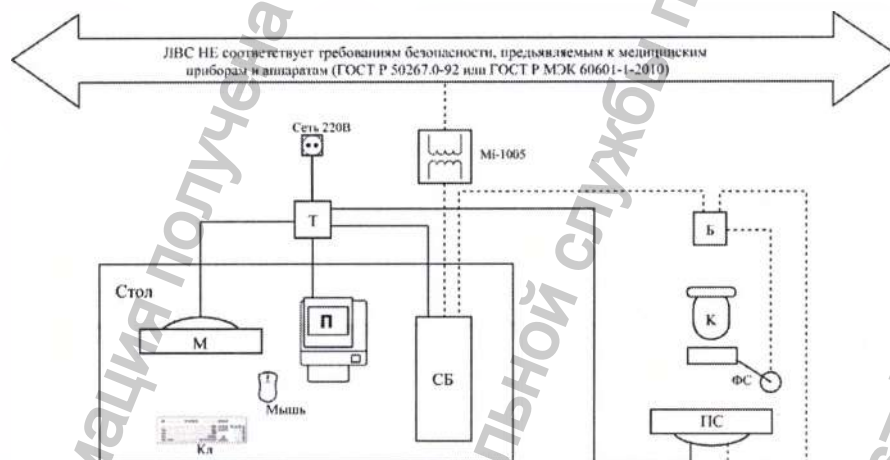 ЛВС НЕ соответствует требованиям безопасности, предъявляемым к медицинским
приборам и аппаратам (ГОСТ Р 50267.0-92 или ГОСТ Р МЭК 60601-1-2010)
Сеть 220В
Mi-1005
Т
Б
Стол
П
К
М
СБ
ФС
Мышь
ПС
Кл